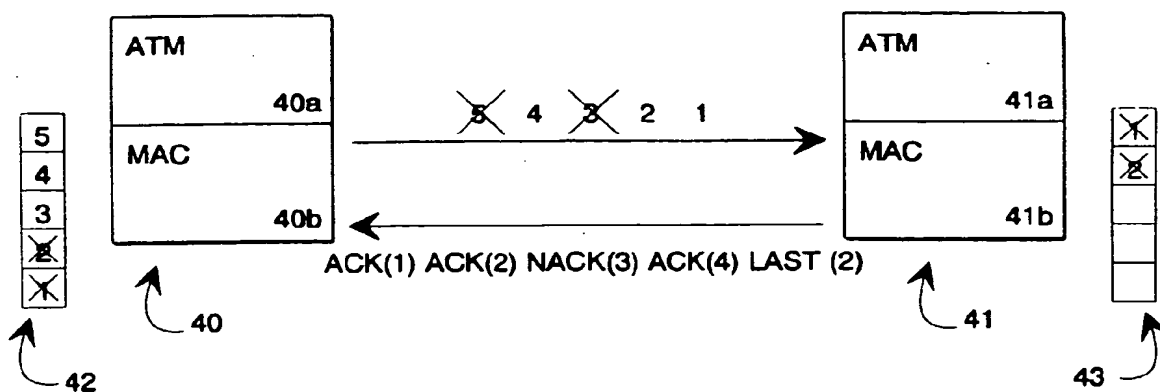 ATM
40a
MAC
40b
5
4
3
2
1
5 4 3 2 1
ACK(1) ACK(2) NACK(3) ACK(4) LAST (2)
ATM
41a
MAC
41b
1
2
40
42
41
43